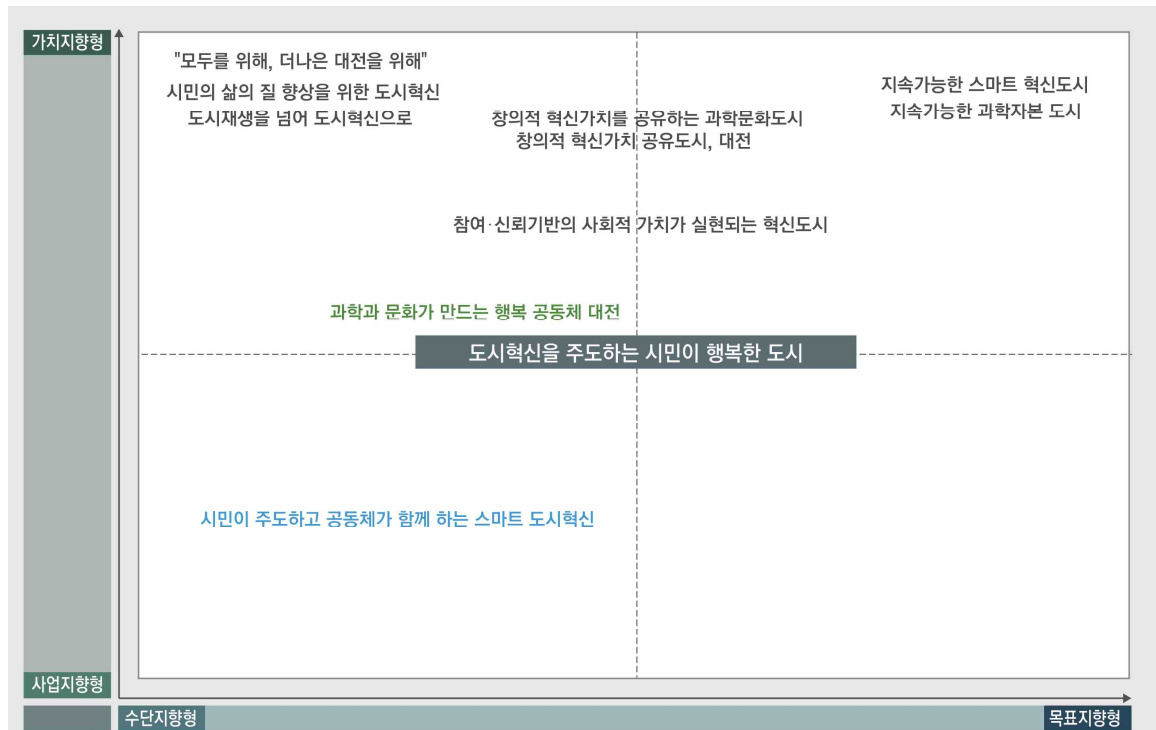 가치지향형
"모두를 위해, 더나은 대전을 위해"
시민의 삶의 질 향상을 위한 도시혁신
도시재생을 넘어 도시혁신으로
창의적 혁신가치를 공유하는 과학문화도시
창의적 혁신가치 공유도시, 대전
지속가능한 스마트 혁신도시
지속가능한 과학자본 도시
참여·신뢰기반의 사회적 가치가 실현되는 혁신도시
과학과 문화가 만드는 행복 공동체 대전
도시혁신을 주도하는 시민이 행복한 도시
시민이 주도하고 공동체가 함께 하는 스마트 도시혁신
사업지향형
수단지향형
목표지향형